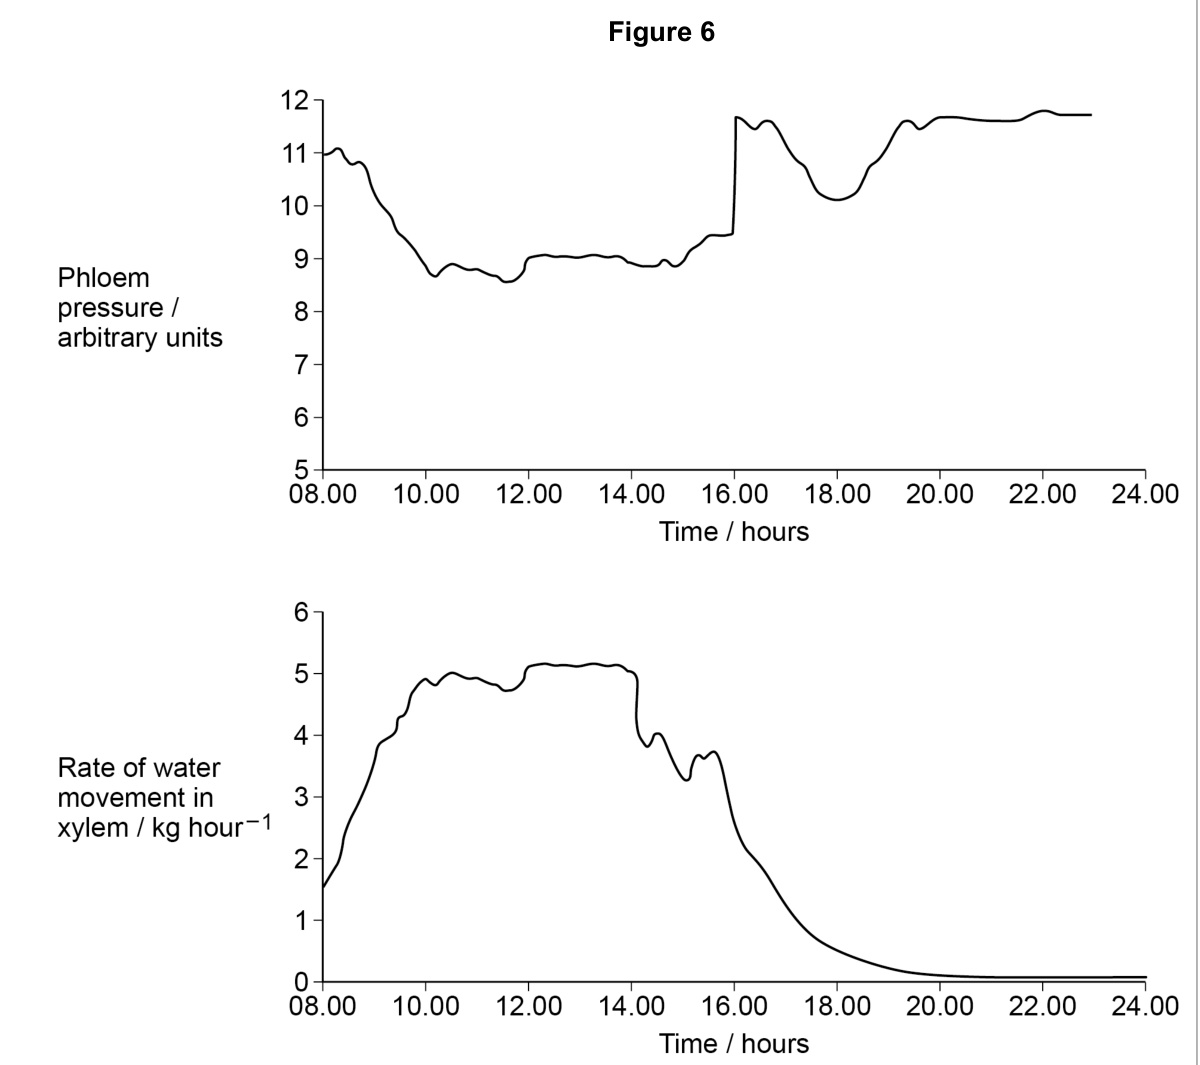 Figure 6
12
11
10
9
8
7
6
5
Phloem
pressure /
arbitrary units
08.00 10.00 12.00 14.00 16.00 18.00 20.00 22.00 24.00
Time / hours
6
5
4
3
2
1
0
Rate of water
movement in
xylem / kg hour⁻¹
08.00 10.00 12.00 14.00 16.00 18.00 20.00 22.00 24.00
Time / hours